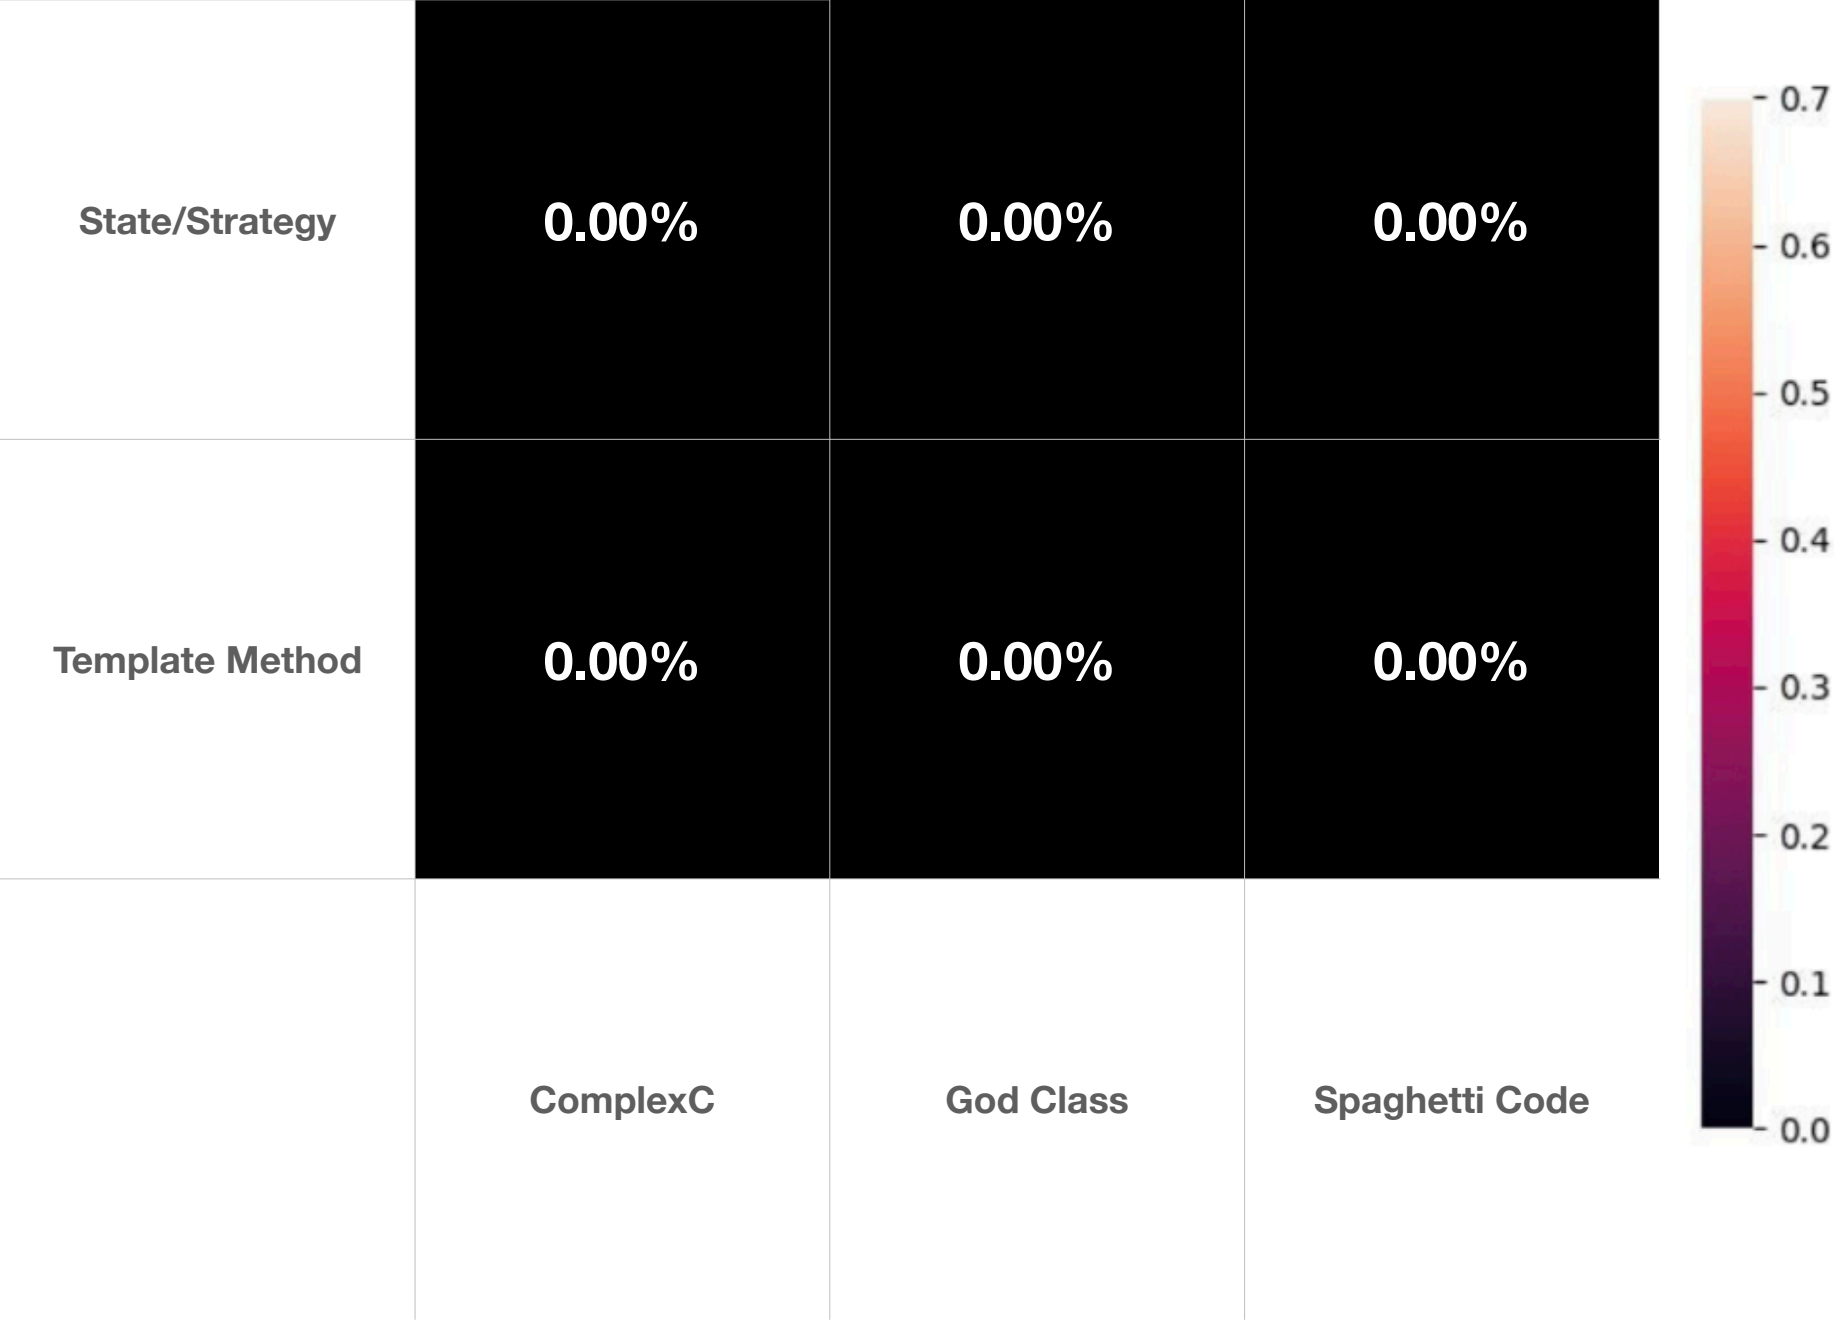 State/Strategy 0.00% 0.00% 0.00%
Template Method 0.00% 0.00% 0.00%
ComplexC God Class Spaghetti Code
0.7
0.6
0.5
0.4
0.3
0.2
0.1
0.0